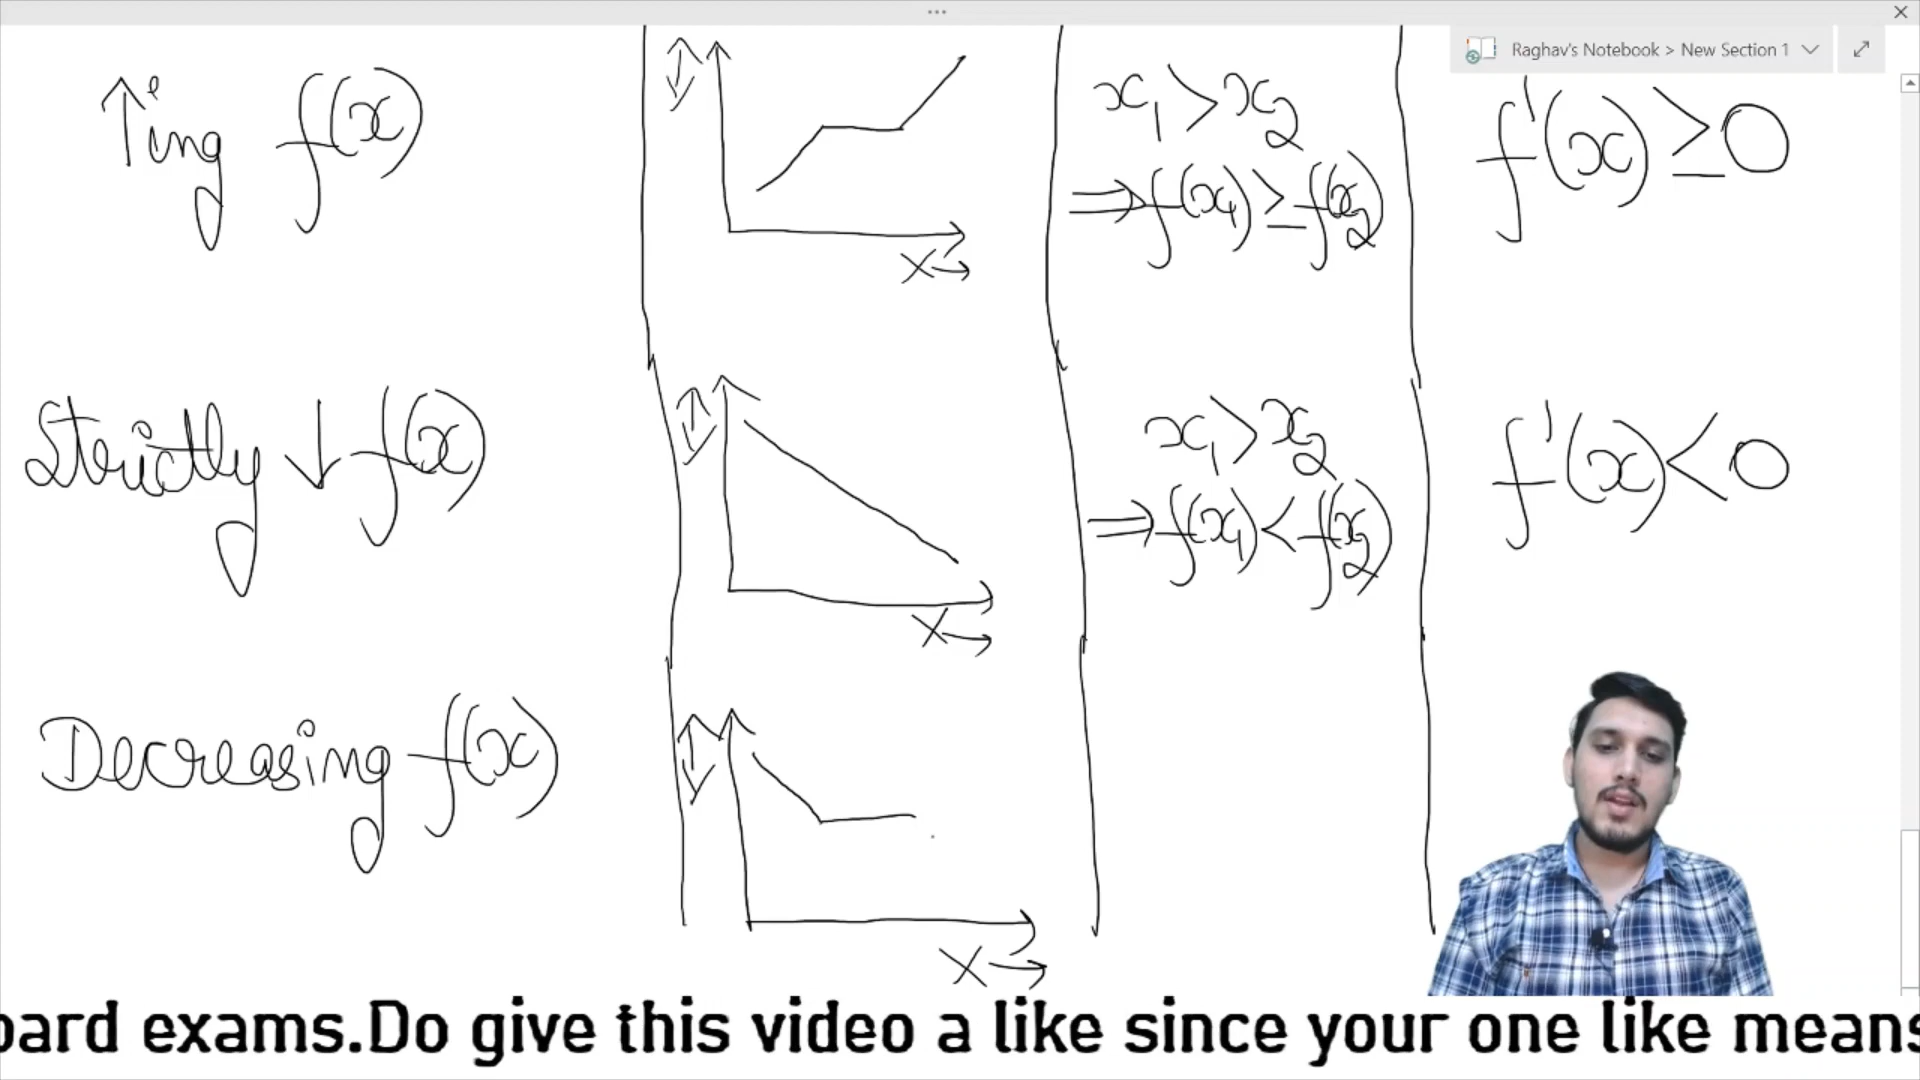 Raghav's Notebook > New Section 1
↑ing f(x)
Y
X→
x₁ > x₂
⇒ f(x₁) ≥ f(x₂)
f'(x) ≥ 0
Strictly ↓ f(x)
Y
X→
x₁ > x₂
⇒ f(x₁) < f(x₂)
f'(x) < 0
Decreasing f(x)
Y
X→
oard exams.Do give this video a like since your one like means